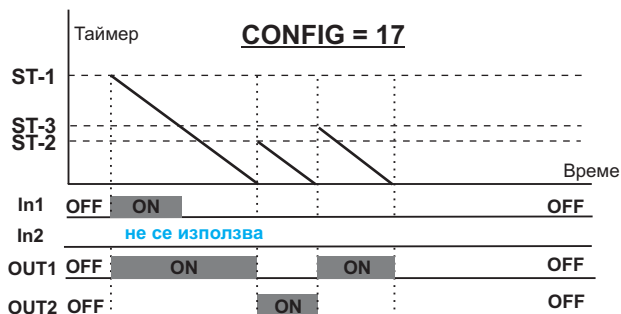 Таймер
CONFIG = 17
ST-1
ST-3
ST-2
Време
In1 OFF ON OFF
In2 не се използва
OUT1 OFF ON ON OFF
OUT2 OFF ON OFF